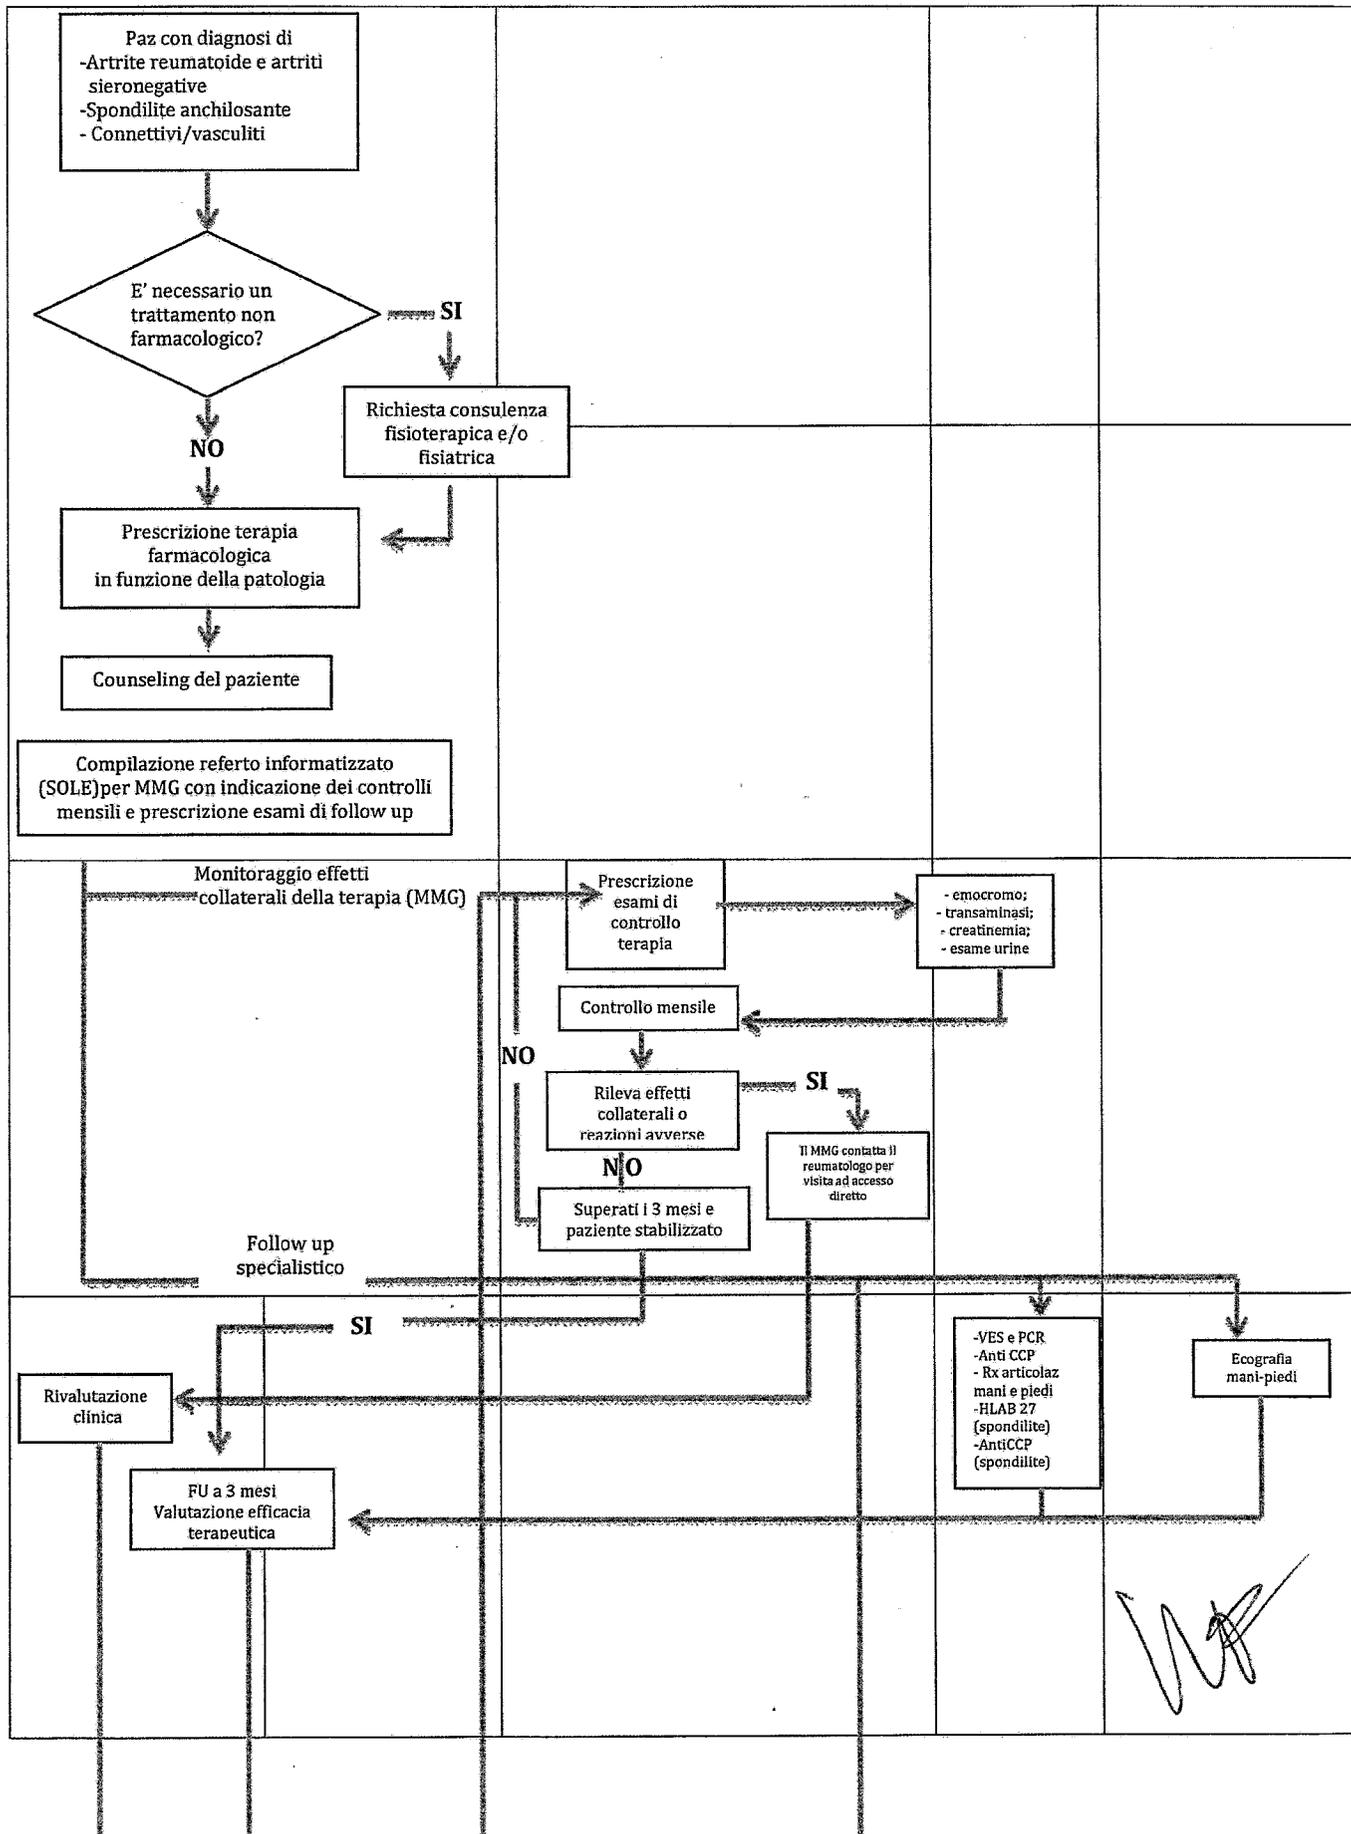 Paz con diagnosi di
-Artrite reumatoide e artriti
sieronegative
-Spondilite anchilosante
- Connettivi/vasculiti
E' necessario un
trattamento non
farmacologico?
SI
Richiesta consulenza
fisioterapica e/o
fisiatrica
NO
Prescrizione terapia
farmacologica
in funzione della patologia
Counseling del paziente
Compilazione referto informatizzato
(SOLE)per MMG con indicazione dei controlli
mensili e prescrizione esami di follow up
Monitoraggio effetti
collaterali della terapia (MMG)
Prescrizione
esami di
controllo
terapia
- emocromo;
- transaminasi;
- creatinemia;
- esame urine
Controllo mensile
NO
Rileva effetti
collaterali o
reazioni avverse
SI
Il MMG contatta il
reumatologo per
visita ad accesso
diretto
NO
Superati i 3 mesi e
paziente stabilizzato
Follow up
specialistico
SI
-VES e PCR
-Anti CCP
- Rx articolaz
mani e piedi
-HLAB 27
(spondilite)
-AntiCCP
(spondilite)
Ecografia
mani-piedi
Rivalutazione
clinica
FU a 3 mesi
Valutazione efficacia
terapeutica